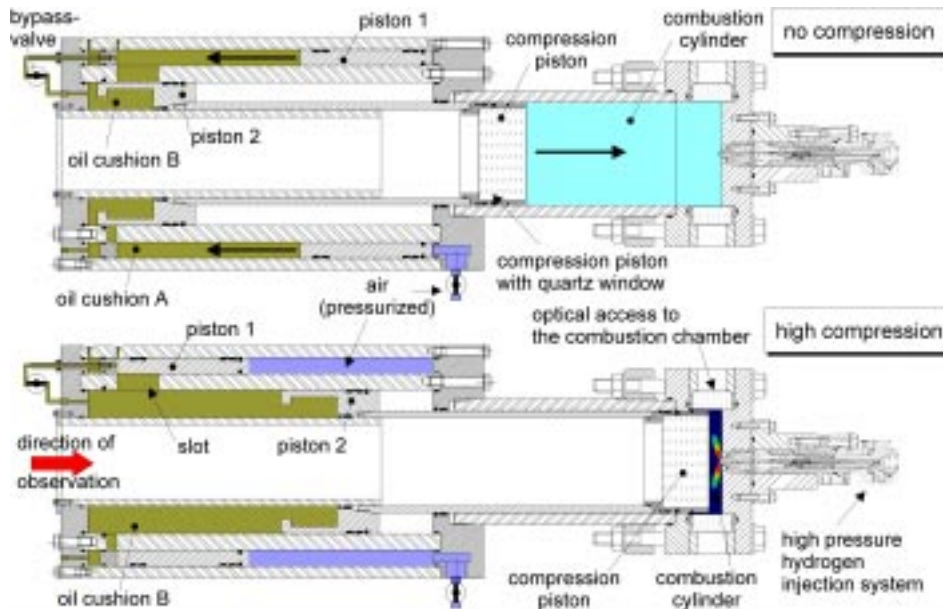 bypass-
valve
piston 1
compression
piston
combustion
cylinder
no compression
piston 2
oil cushion B
oil cushion A
air
(pressurized)
compression piston
with quartz window
piston 1
optical access to
the combustion chamber
high compression
slot
piston 2
direction of
observation
oil cushion B
compression
piston
combustion
cylinder
high pressure
hydrogen
injection system